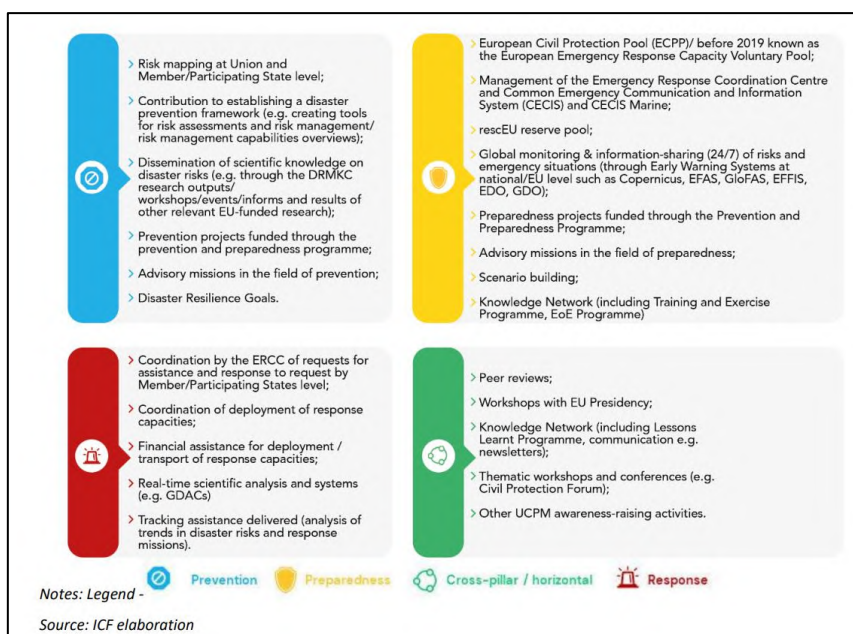 Risk mapping at Union and
Member/Participating State level;
Contribution to establishing a disaster
prevention framework (e.g. creating tools
for risk assessments and risk management/
risk management capabilities overviews);
Dissemination of scientific knowledge on
disaster risks (e.g. through the DRMKC
research outputs/
workshops/events/informs and results
of other relevant EU-funded research);
Prevention projects funded through the
prevention and preparedness programme;
Advisory missions in the field of prevention;
Disaster Resilience Goals.
European Civil Protection Pool (ECPP)/ before 2019 known as
the European Emergency Response Capacity Voluntary Pool;
Management of the Emergency Response Coordination Centre
and Common Emergency Communication and Information
System (CECIS) and CECIS Marine;
rescEU reserve pool;
Global monitoring & information-sharing (24/7) of risks and
emergency situations (through Early Warning Systems at
national/EU level such as Copernicus, EFAS, GloFAS, EFFIS,
EDO, GDO);
Preparedness projects funded through the Prevention and
Preparedness Programme;
Advisory missions in the field of preparedness;
Scenario building;
Knowledge Network (including Training and Exercise
Programme, EoE Programme)
Coordination by the ERCC of requests for
assistance and response to request by
Member/Participating States level;
Coordination of deployment of response
capacities;
Financial assistance for deployment /
transport of response capacities;
Real-time scientific analysis and systems
(e.g. GDACs)
Tracking assistance delivered (analysis of
trends in disaster risks and response
missions).
Peer reviews;
Workshops with EU Presidency;
Knowledge Network (including Lessons
Learnt Programme, communication e.g.
newsletters);
Thematic workshops and conferences (e.g.
Civil Protection Forum);
Other UCPM awareness-raising activities.
Notes: Legend - Prevention Preparedness Cross-pillar / horizontal Response
Source: ICF elaboration